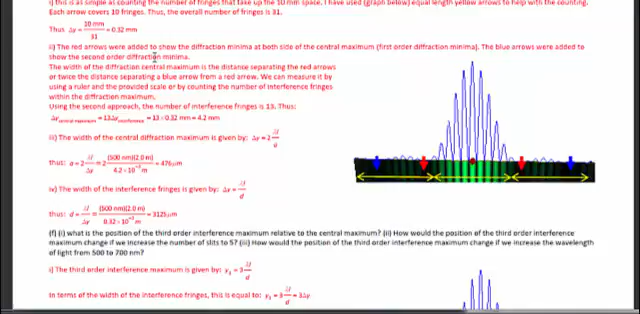 i) this is as simple as counting the number of fringes that take up the 10 mm space. I have used (graph below) equal length yellow arrows to help with the counting.
Each arrow covers 10 fringes. Thus, the overall number of fringes is 31.
Thus Δy = 10 mm / 31 = 0.32 mm
ii) The red arrows were added to show the diffraction minima at both side of the central maximum (first order diffraction minima). The blue arrows were added to
show the second order diffraction minima.
The width of the diffraction central maximum is the distance separating the red arrows
or twice the distance separating a blue arrow from a red arrow. We can measure it by
using a ruler and the provided scale or by counting the number of interference fringes
within the diffraction maximum.
Using the second approach, the number of interference fringes is 13. Thus:
Δy central maximum = 13Δy interference = 13 × 0.32 mm = 4.2 mm
iii) The width of the central diffraction maximum is given by: Δy = 2 λl / d
thus: a = 2 λl / Δy = 2 (500 nm)(2.0 m) / 4.2 × 10⁻³ m = 476 μm
iv) The width of the interference fringes is given by: Δy = λl / d
thus: d = λl / Δy = (500 nm)(2.0 m) / 0.32 × 10⁻³ m = 3125 μm
(f) (i) what is the position of the third order interference maximum relative to the central maximum? (ii) How would the position of the third order interference
maximum change if we increase the number of slits to 5? (iii) How would the position of the third order interference maximum change if we increase the wavelength
of light from 500 to 700 nm?
i) The third order interference maximum is given by: y₃ = 3 λl / d
In terms of the width of the interference fringes, this is equal to: y₃ = 3 λl / d = 3Δy